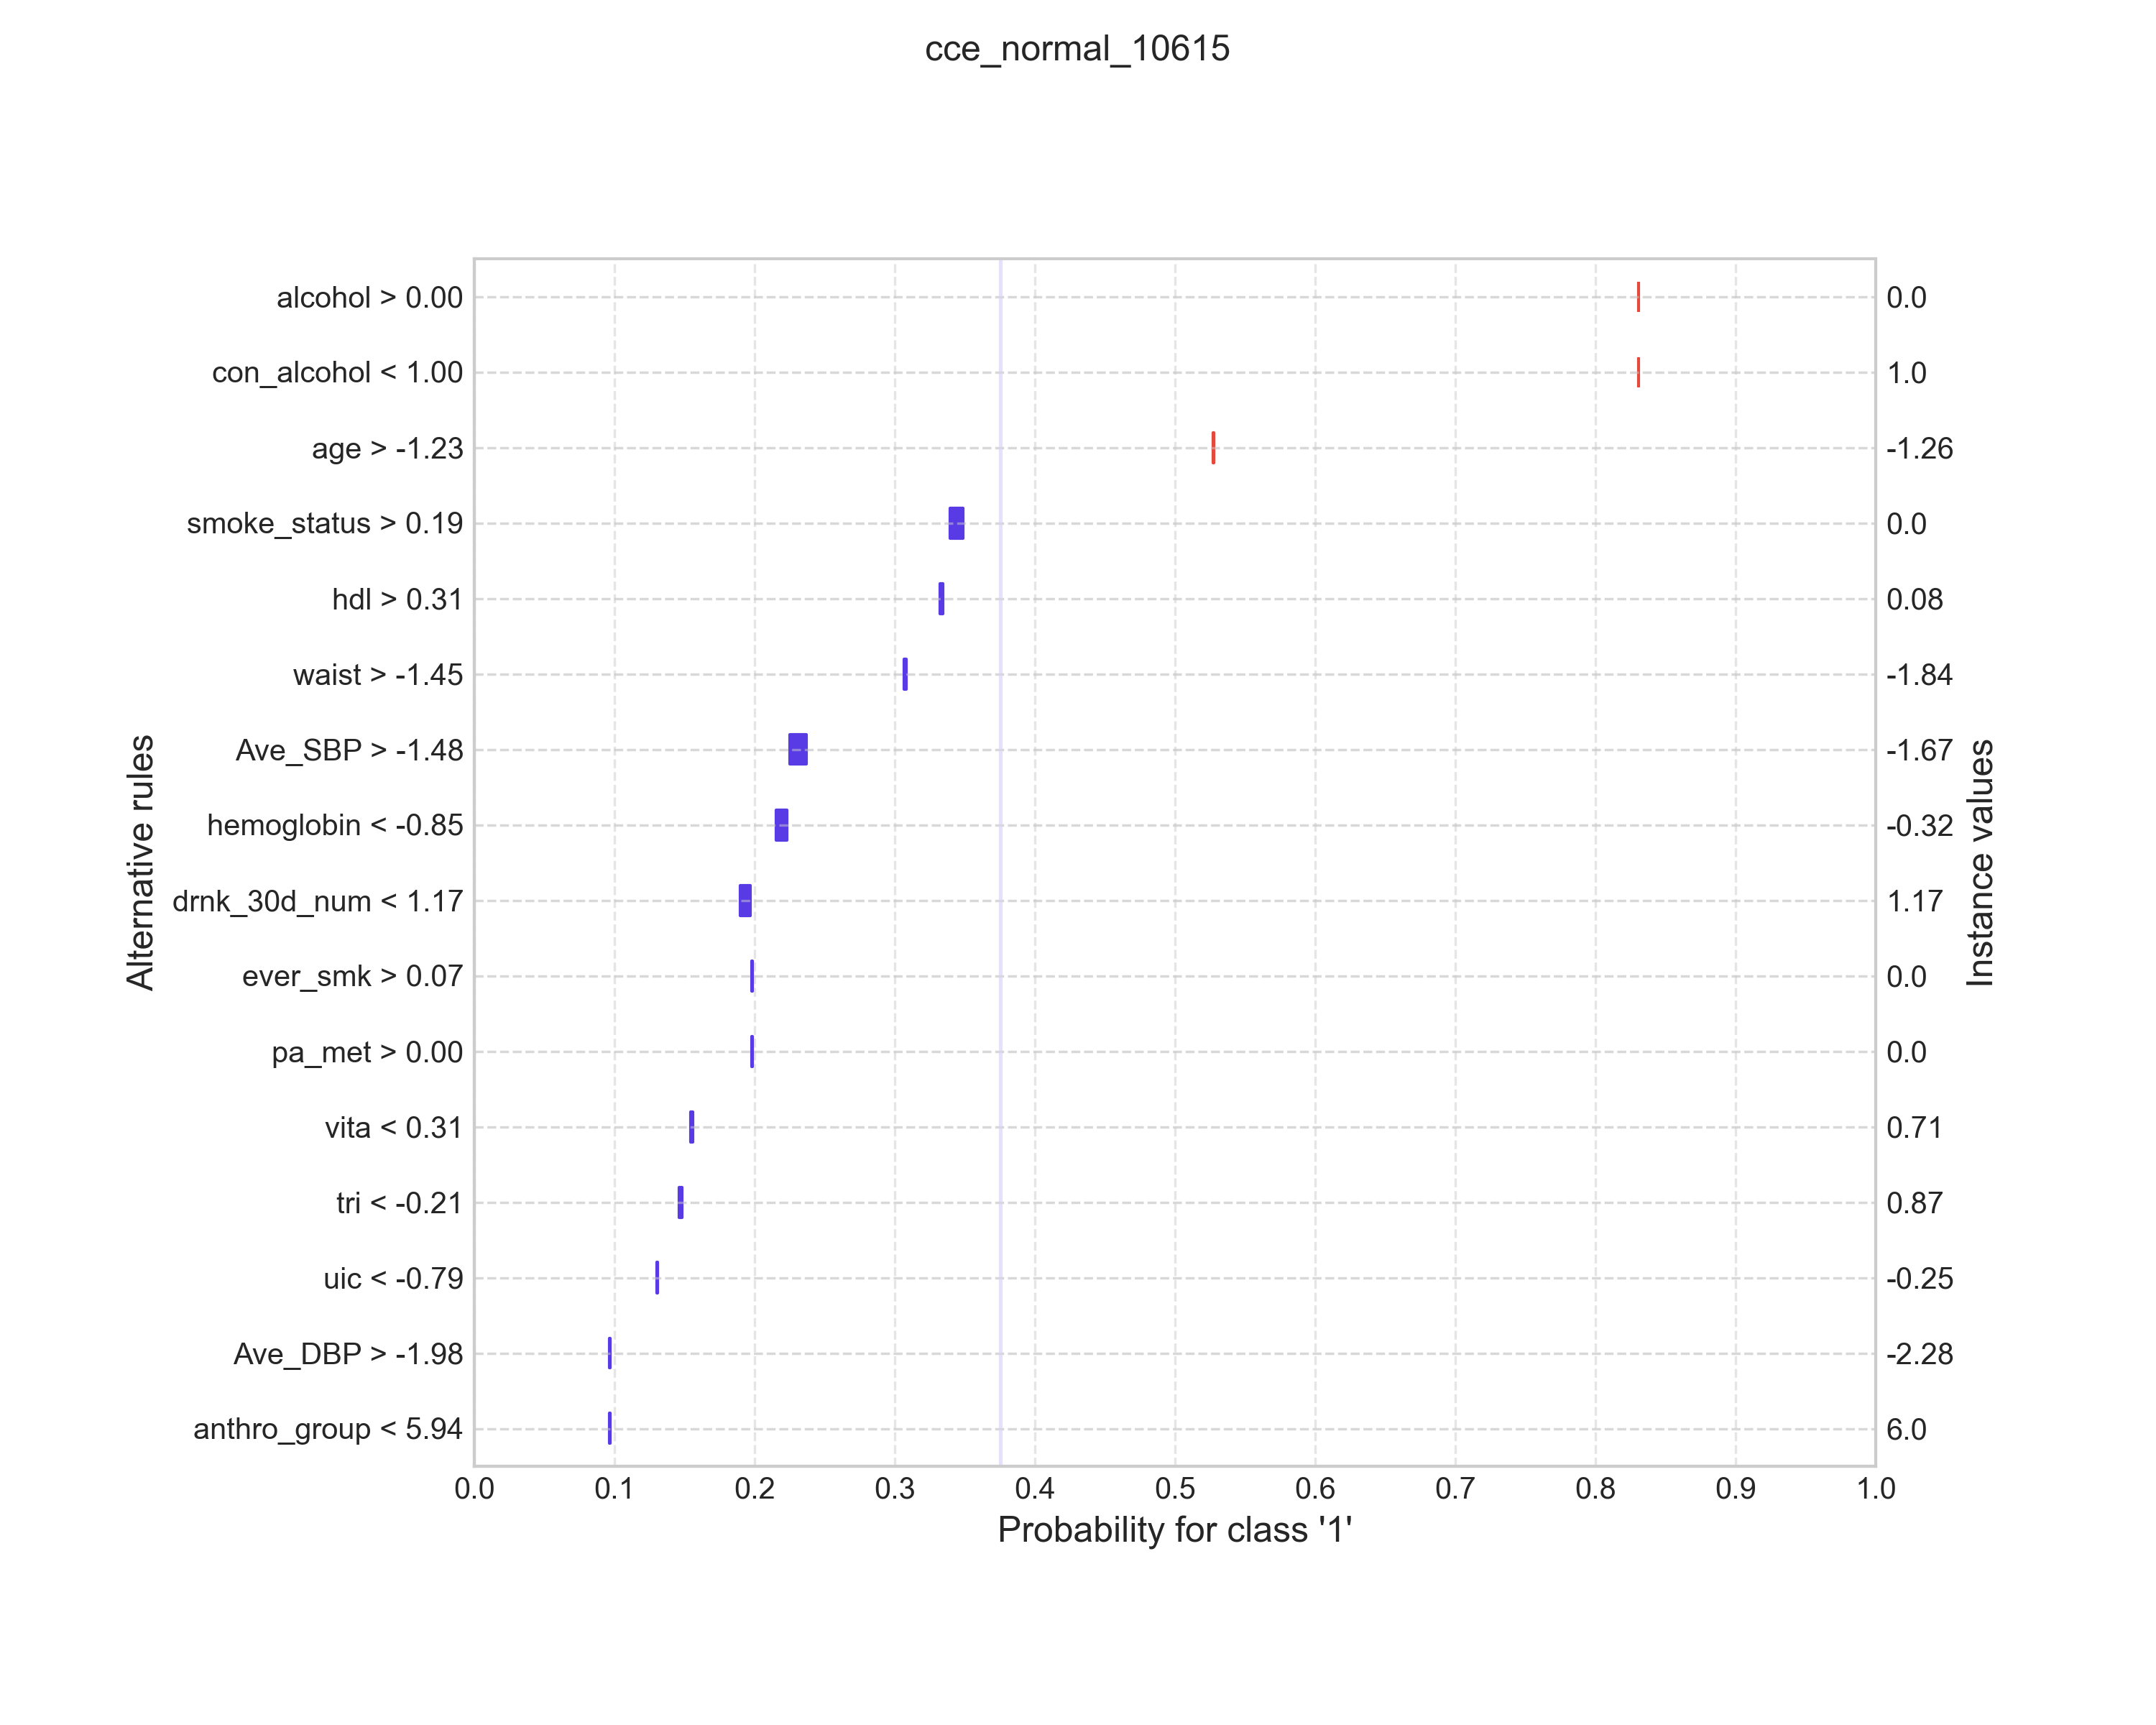 cce_normal_10615
alcohol > 0.00 0.0
con_alcohol < 1.00 1.0
age > -1.23 -1.26
smoke_status > 0.19 0.0
hdl > 0.31 0.08
waist > -1.45 -1.84
Ave_SBP > -1.48 -1.67
hemoglobin < -0.85 -0.32
drnk_30d_num < 1.17 1.17
ever_smk > 0.07 0.0
pa_met > 0.00 0.0
vita < 0.31 0.71
tri < -0.21 0.87
uic < -0.79 -0.25
Ave_DBP > -1.98 -2.28
anthro_group < 5.94 6.0
Alternative rules
Instance values
0.0 0.1 0.2 0.3 0.4 0.5 0.6 0.7 0.8 0.9 1.0
Probability for class '1'